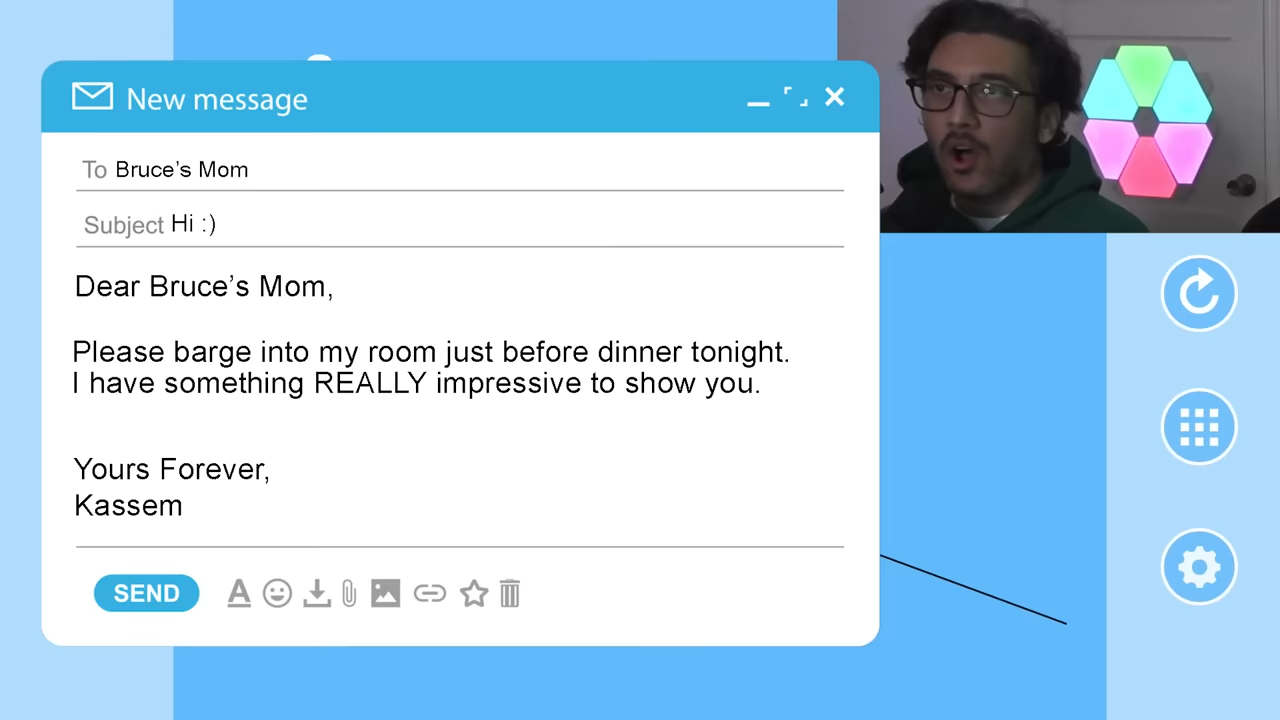 New message
To Bruce’s Mom
Subject Hi :)
Dear Bruce’s Mom,
Please barge into my room just before dinner tonight.
I have something REALLY impressive to show you.
Yours Forever,
Kassem
SEND